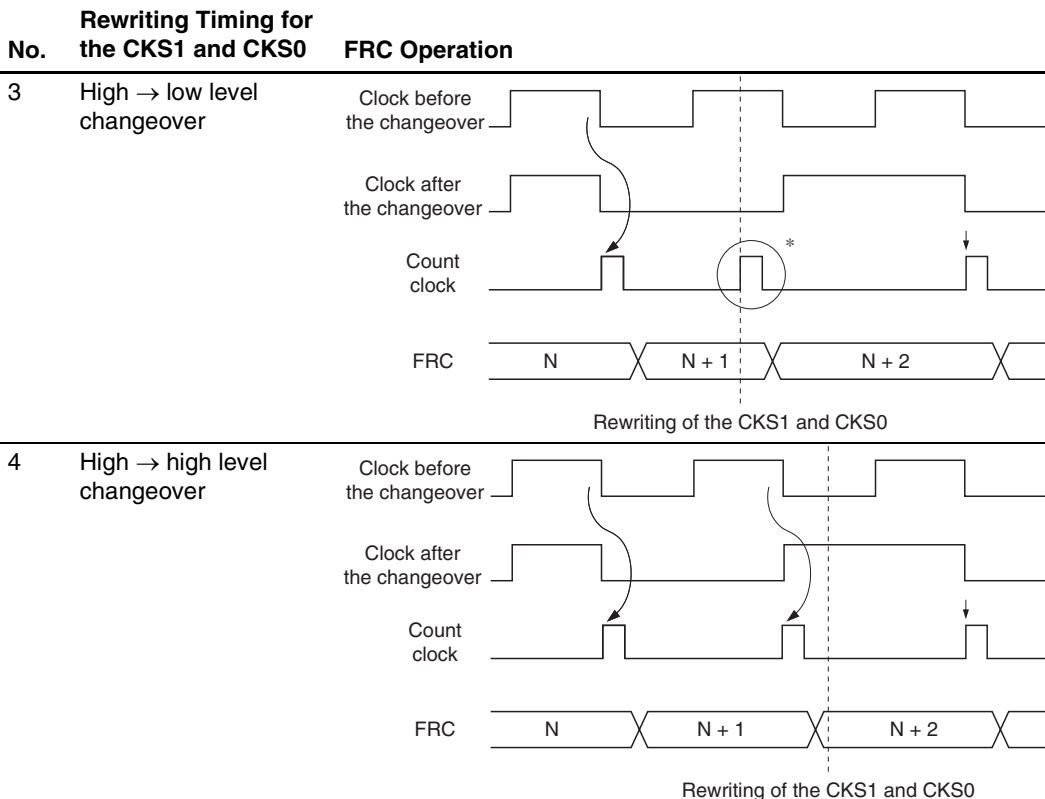 No.
Rewriting Timing for
the CKS1 and CKS0
FRC Operation
3
High → low level
changeover
Clock before
the changeover
Clock after
the changeover
Count
clock
*
FRC
N
N + 1
N + 2
Rewriting of the CKS1 and CKS0
4
High → high level
changeover
Clock before
the changeover
Clock after
the changeover
Count
clock
FRC
N
N + 1
N + 2
Rewriting of the CKS1 and CKS0